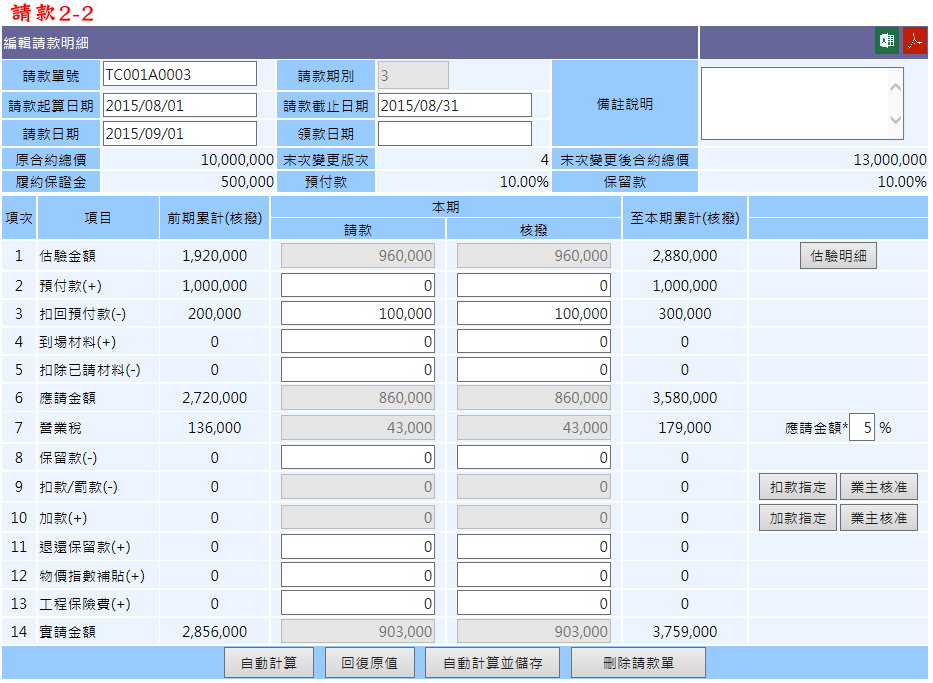 請款2-2
編輯請款明細
請款單號 TC001A0003 請款期別 3 備註說明
請款起算日期 2015/08/01 請款截止日期 2015/08/31
請款日期 2015/09/01 領款日期
原合約總價 10,000,000 末次變更版次 4 末次變更後合約總價 13,000,000
履約保證金 500,000 預付款 10.00% 保留款 10.00%
項次 項目 前期累計(核撥) 本期 至本期累計(核撥)
請款 核撥
1 估驗金額 1,920,000 960,000 960,000 2,880,000 估驗明細
2 預付款(+) 1,000,000 0 0 1,000,000
3 扣回預付款(-) 200,000 100,000 100,000 300,000
4 到場材料(+) 0 0 0 0
5 扣除已請材料(-) 0 0 0 0
6 應請金額 2,720,000 860,000 860,000 3,580,000
7 營業稅 136,000 43,000 43,000 179,000 應請金額* 5 %
8 保留款(-) 0 0 0 0
9 扣款/罰款(-) 0 0 0 0 扣款指定 業主核准
10 加款(+) 0 0 0 0 加款指定 業主核准
11 退還保留款(+) 0 0 0 0
12 物價指數補貼(+) 0 0 0 0
13 工程保險費(+) 0 0 0 0
14 實請金額 2,856,000 903,000 903,000 3,759,000
自動計算 回復原值 自動計算並儲存 刪除請款單